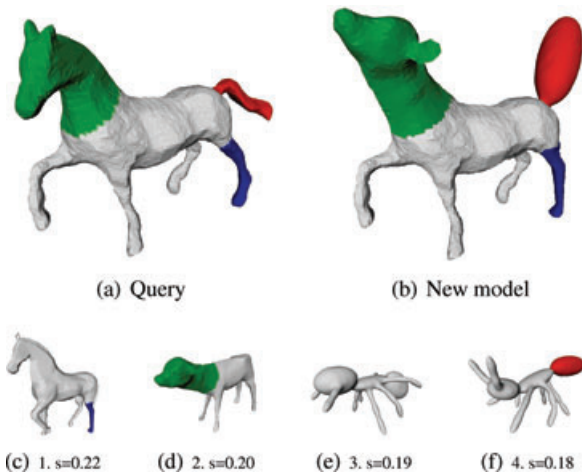 (a) Query
(b) New model
(c) 1. s=0.22
(d) 2. s=0.20
(e) 3. s=0.19
(f) 4. s=0.18